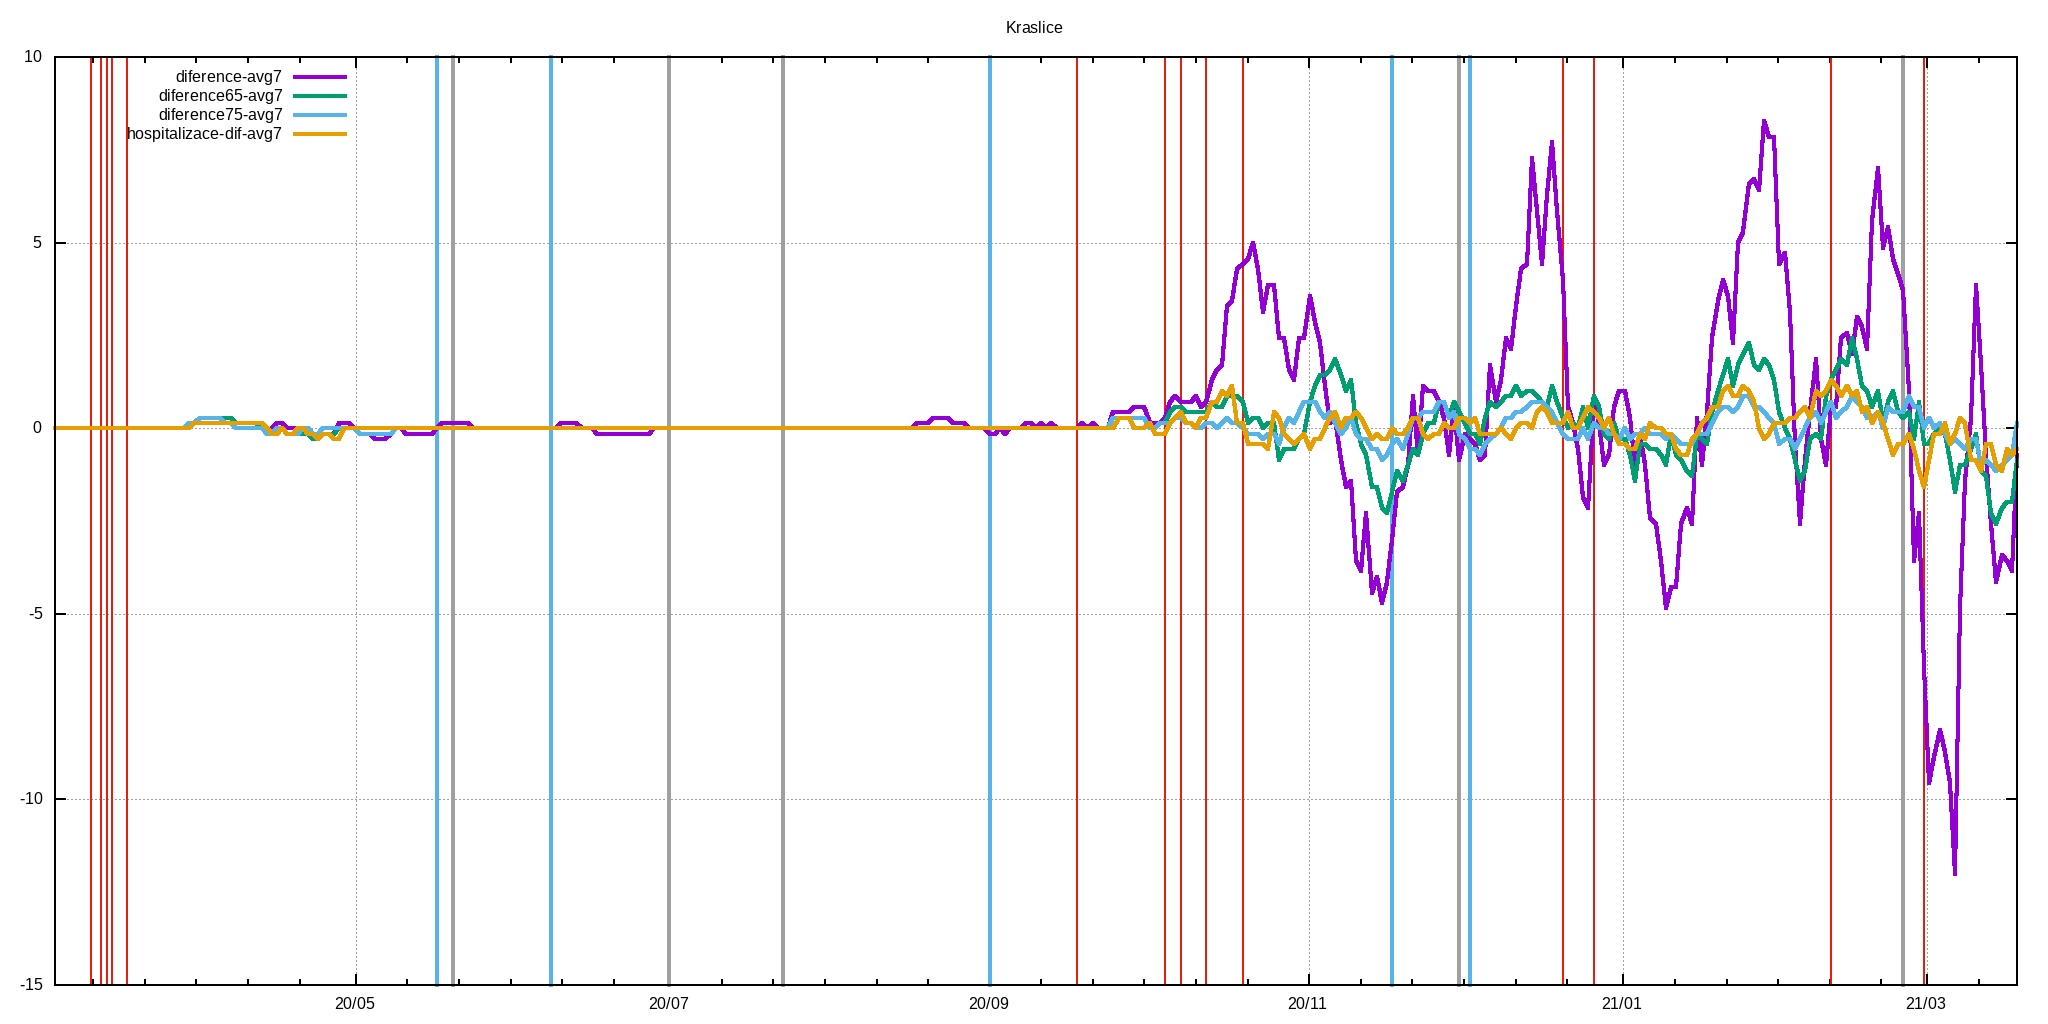 Kraslice
10
diference-avg7
diference65-avg7
diference75-avg7
hospitalizace-dif-avg7
5
0
-5
-10
-15
20/05
20/07
20/09
20/11
21/01
21/03